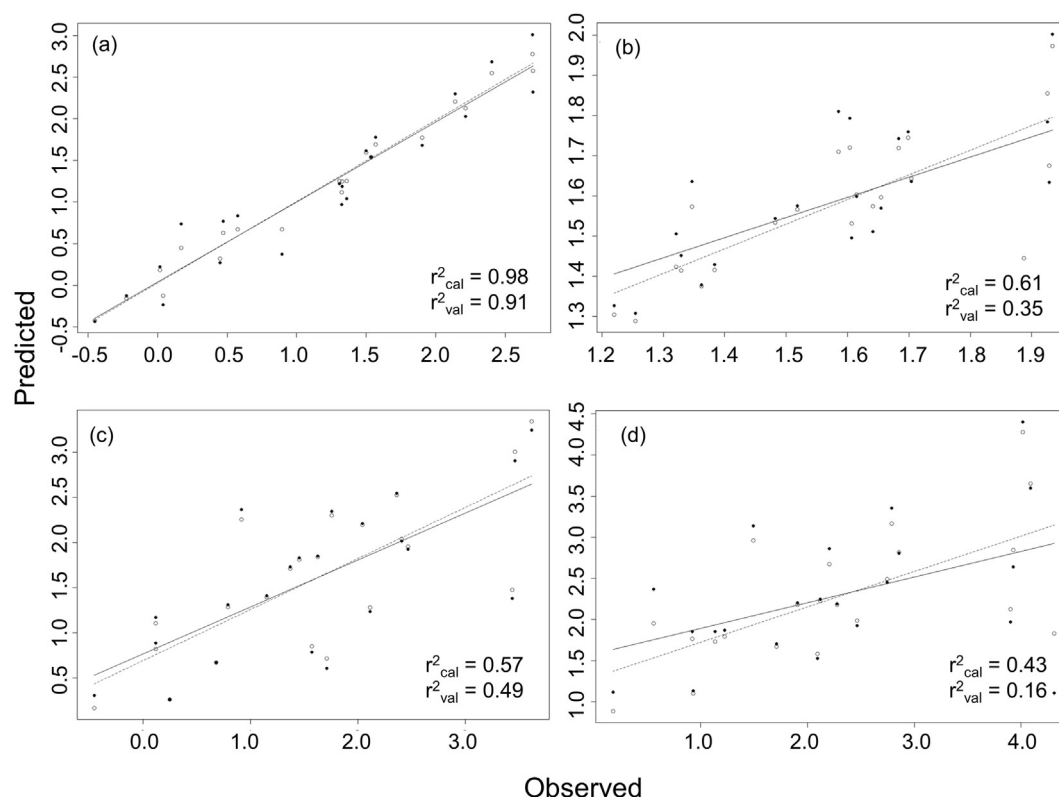 (a)
3.0
2.5
2.0
1.5
1.0
0.5
0.0
-0.5
-0.5 0.0 0.5 1.0 1.5 2.0 2.5
r²cal = 0.98
r²val = 0.91
(b)
2.0
1.9
1.8
1.7
1.6
1.5
1.4
1.3
1.2 1.3 1.4 1.5 1.6 1.7 1.8 1.9
r²cal = 0.61
r²val = 0.35
Predicted
(c)
3.0
2.5
2.0
1.5
1.0
0.5
0.0 1.0 2.0 3.0
r²cal = 0.57
r²val = 0.49
(d)
4.5
4.0
3.5
3.0
2.5
2.0
1.5
1.0
1.0 2.0 3.0 4.0
r²cal = 0.43
r²val = 0.16
Observed